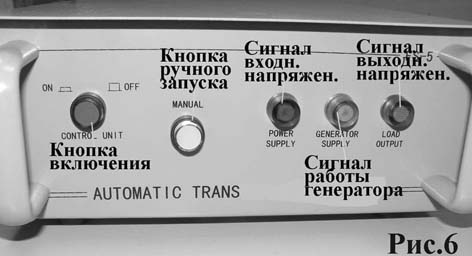 Кнопка
ручного
запуска
Сигнал
входн.
напряжен.
Сигнал
выходн.
напряжен.
ON
OFF
MANUAL
CONTROL UNIT
Кнопка
включения
POWER
SUPPLY
GENERATOR
SUPPLY
LOAD
OUTPUT
Сигнал
работы
генератора
AUTOMATIC TRANS
Рис.6